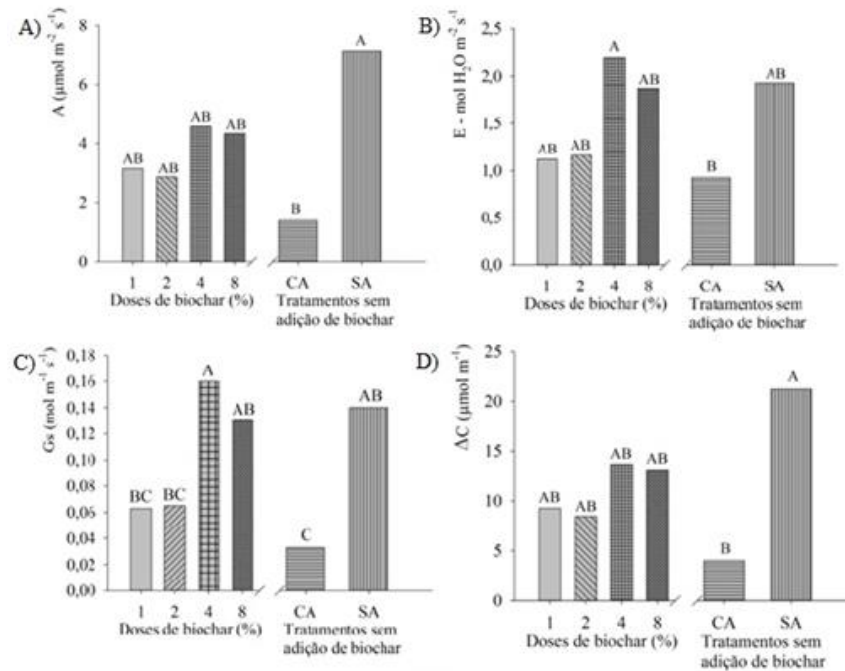 A)
A (µmol m⁻² s⁻¹)
8
6
4
2
0
AB
AB
AB
AB
B
A
1 2 4 8 CA SA
Doses de biochar (%)
Tratamentos sem
adição de biochar
B)
E - mol H₂O m⁻² s⁻¹
2,5
2,0
1,5
1,0
0,5
0,0
AB
AB
A
AB
B
AB
1 2 4 8 CA SA
Doses de biochar (%)
Tratamentos sem
adição de biochar
C)
Gs (mol m⁻¹ s⁻¹)
0,18
0,16
0,14
0,12
0,10
0,08
0,06
0,04
0,02
0,00
BC
BC
A
AB
C
AB
1 2 4 8 CA SA
Doses de biochar (%)
Tratamentos sem
adição de biochar
D)
ΔC (µmol m⁻¹)
25
20
15
10
5
0
AB
AB
AB
AB
B
A
1 2 4 8 CA SA
Doses de biochar (%)
Tratamentos sem
adição de biochar